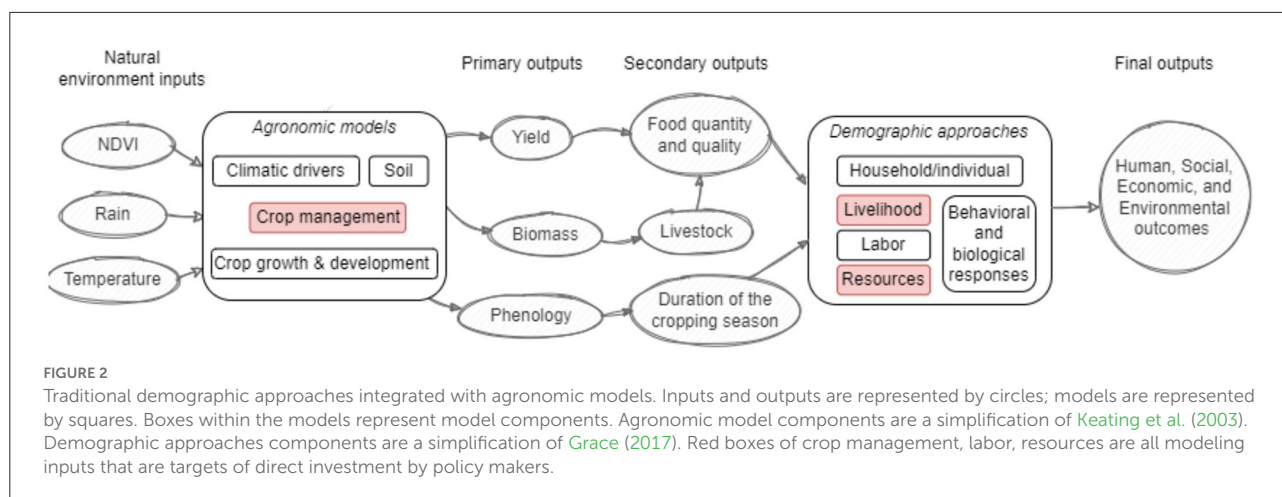 Natural
environment inputs
Primary outputs
Secondary outputs
Final outputs
NDVI
Rain
Temperature
Agronomic models
Climatic drivers
Soil
Crop management
Crop growth & development
Yield
Biomass
Phenology
Food quantity
and quality
Livestock
Duration of the
cropping season
Demographic approaches
Household/individual
Livelihood
Labor
Resources
Behavioral
and
biological
responses
Human, Social,
Economic, and
Environmental
outcomes
FIGURE 2
Traditional demographic approaches integrated with agronomic models. Inputs and outputs are represented by circles; models are represented
by squares. Boxes within the models represent model components. Agronomic model components are a simplification of Keating et al. (2003).
Demographic approaches components are a simplification of Grace (2017). Red boxes of crop management, labor, resources are all modeling
inputs that are targets of direct investment by policy makers.